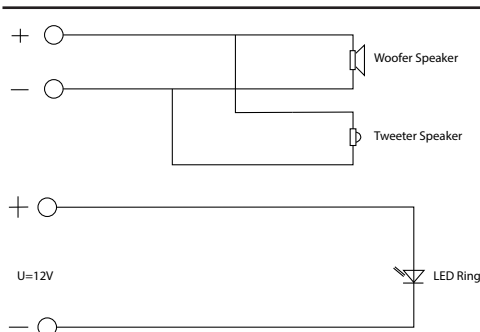 +
Woofer Speaker
−
Tweeter Speaker
+
U=12V
LED Ring
−